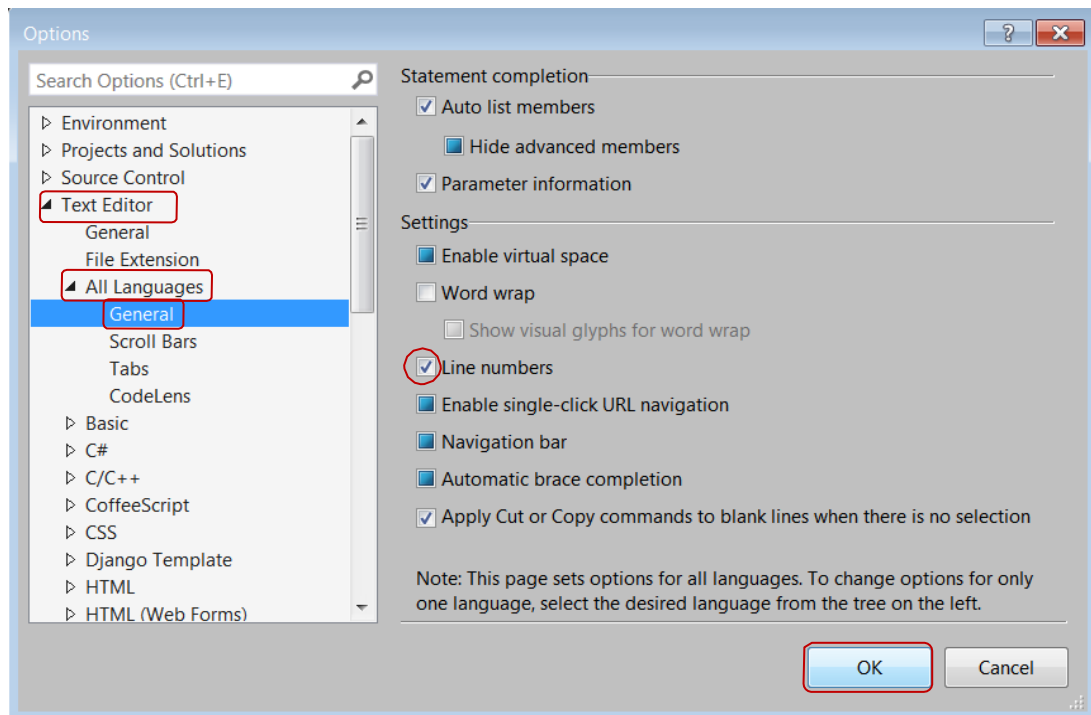 Options
Search Options (Ctrl+E)
Environment
Projects and Solutions
Source Control
Text Editor
General
File Extension
All Languages
General
Scroll Bars
Tabs
CodeLens
Basic
C#
C/C++
CoffeeScript
CSS
Django Template
HTML
HTML (Web Forms)
Statement completion
Auto list members
Hide advanced members
Parameter information
Settings
Enable virtual space
Word wrap
Show visual glyphs for word wrap
Line numbers
Enable single-click URL navigation
Navigation bar
Automatic brace completion
Apply Cut or Copy commands to blank lines when there is no selection
Note: This page sets options for all languages. To change options for only
one language, select the desired language from the tree on the left.
OK
Cancel